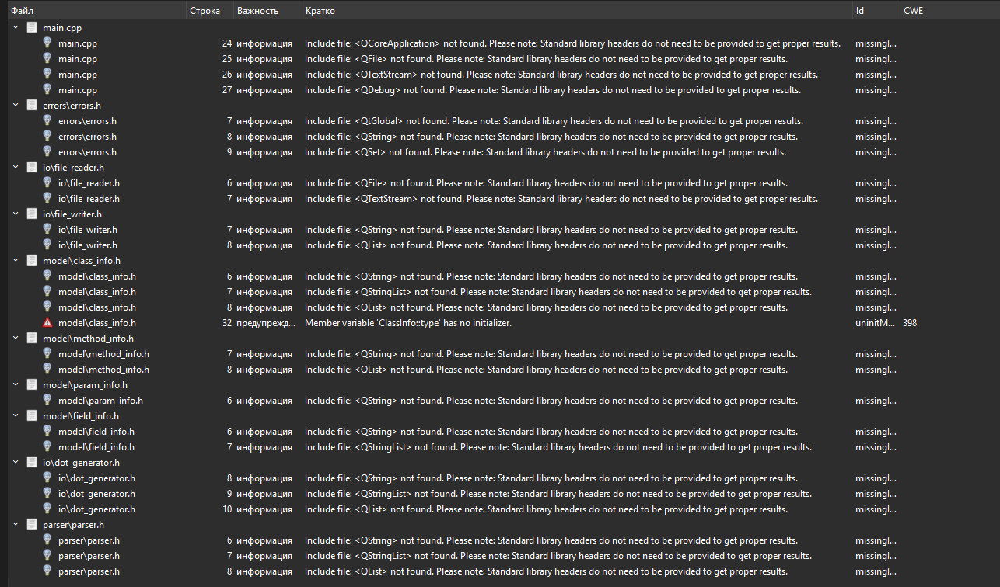 Файл Строка Важность Кратко Id CWE
main.cpp
main.cpp 24 информация Include file: <QCoreApplication> not found. Please note: Standard library headers do not need to be provided to get proper results. missingI...
main.cpp 25 информация Include file: <QFile> not found. Please note: Standard library headers do not need to be provided to get proper results. missingI...
main.cpp 26 информация Include file: <QTextStream> not found. Please note: Standard library headers do not need to be provided to get proper results. missingI...
main.cpp 27 информация Include file: <QDebug> not found. Please note: Standard library headers do not need to be provided to get proper results. missingI...
errors\errors.h
errors\errors.h 7 информация Include file: <QtGlobal> not found. Please note: Standard library headers do not need to be provided to get proper results. missingI...
errors\errors.h 8 информация Include file: <QString> not found. Please note: Standard library headers do not need to be provided to get proper results. missingI...
errors\errors.h 9 информация Include file: <QSet> not found. Please note: Standard library headers do not need to be provided to get proper results. missingI...
io\file_reader.h
io\file_reader.h 6 информация Include file: <QFile> not found. Please note: Standard library headers do not need to be provided to get proper results. missingI...
io\file_reader.h 7 информация Include file: <QTextStream> not found. Please note: Standard library headers do not need to be provided to get proper results. missingI...
io\file_writer.h
io\file_writer.h 7 информация Include file: <QString> not found. Please note: Standard library headers do not need to be provided to get proper results. missingI...
io\file_writer.h 8 информация Include file: <QList> not found. Please note: Standard library headers do not need to be provided to get proper results. missingI...
model\class_info.h
model\class_info.h 6 информация Include file: <QString> not found. Please note: Standard library headers do not need to be provided to get proper results. missingI...
model\class_info.h 7 информация Include file: <QStringList> not found. Please note: Standard library headers do not need to be provided to get proper results. missingI...
model\class_info.h 8 информация Include file: <QList> not found. Please note: Standard library headers do not need to be provided to get proper results. missingI...
model\class_info.h 32 предупрежд... Member variable 'ClassInfo::type' has no initializer. uninitM... 398
model\method_info.h
model\method_info.h 7 информация Include file: <QString> not found. Please note: Standard library headers do not need to be provided to get proper results. missingI...
model\method_info.h 8 информация Include file: <QList> not found. Please note: Standard library headers do not need to be provided to get proper results. missingI...
model\param_info.h
model\param_info.h 6 информация Include file: <QString> not found. Please note: Standard library headers do not need to be provided to get proper results. missingI...
model\field_info.h
model\field_info.h 6 информация Include file: <QString> not found. Please note: Standard library headers do not need to be provided to get proper results. missingI...
model\field_info.h 7 информация Include file: <QStringList> not found. Please note: Standard library headers do not need to be provided to get proper results. missingI...
io\dot_generator.h
io\dot_generator.h 8 информация Include file: <QString> not found. Please note: Standard library headers do not need to be provided to get proper results. missingI...
io\dot_generator.h 9 информация Include file: <QStringList> not found. Please note: Standard library headers do not need to be provided to get proper results. missingI...
io\dot_generator.h 10 информация Include file: <QList> not found. Please note: Standard library headers do not need to be provided to get proper results. missingI...
parser\parser.h
parser\parser.h 6 информация Include file: <QString> not found. Please note: Standard library headers do not need to be provided to get proper results. missingI...
parser\parser.h 7 информация Include file: <QStringList> not found. Please note: Standard library headers do not need to be provided to get proper results. missingI...
parser\parser.h 8 информация Include file: <QList> not found. Please note: Standard library headers do not need to be provided to get proper results. missingI...